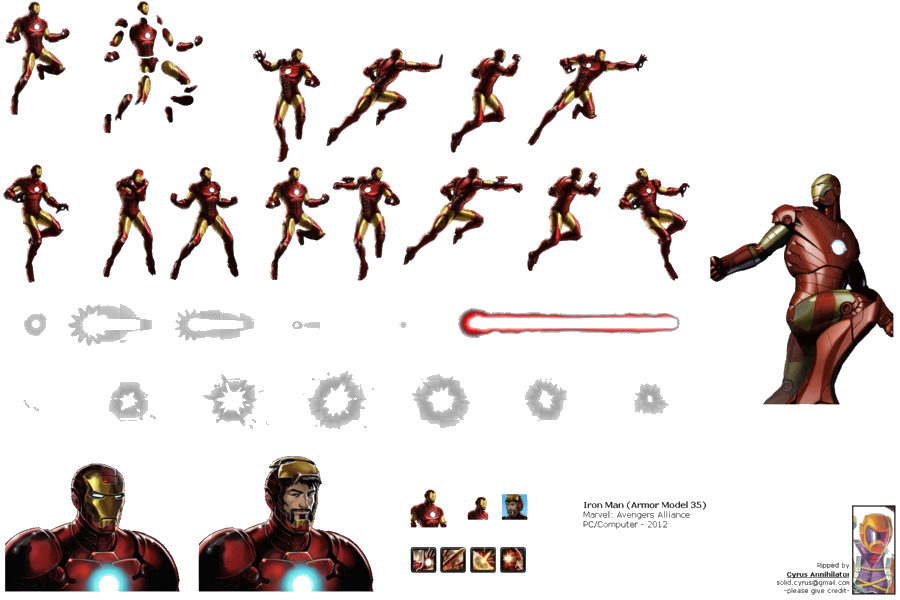 Iron Man (Armor Model 35)
Marvel: Avengers Alliance
PC/Computer - 2012
Ripped by
Cyrus Annihilator
solid.cyrus@gmail.com
-please give credit-